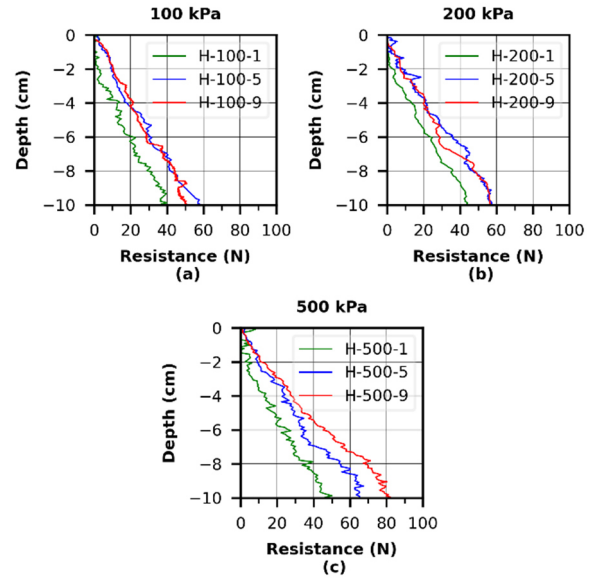 100 kPa
0
−2
−4
−6
−8
−10
Depth (cm)
H-100-1
H-100-5
H-100-9
0 20 40 60 80 100
Resistance (N)
(a)
200 kPa
0
−2
−4
−6
−8
−10
Depth (cm)
H-200-1
H-200-5
H-200-9
0 20 40 60 80 100
Resistance (N)
(b)
500 kPa
0
−2
−4
−6
−8
−10
Depth (cm)
H-500-1
H-500-5
H-500-9
0 20 40 60 80 100
Resistance (N)
(c)